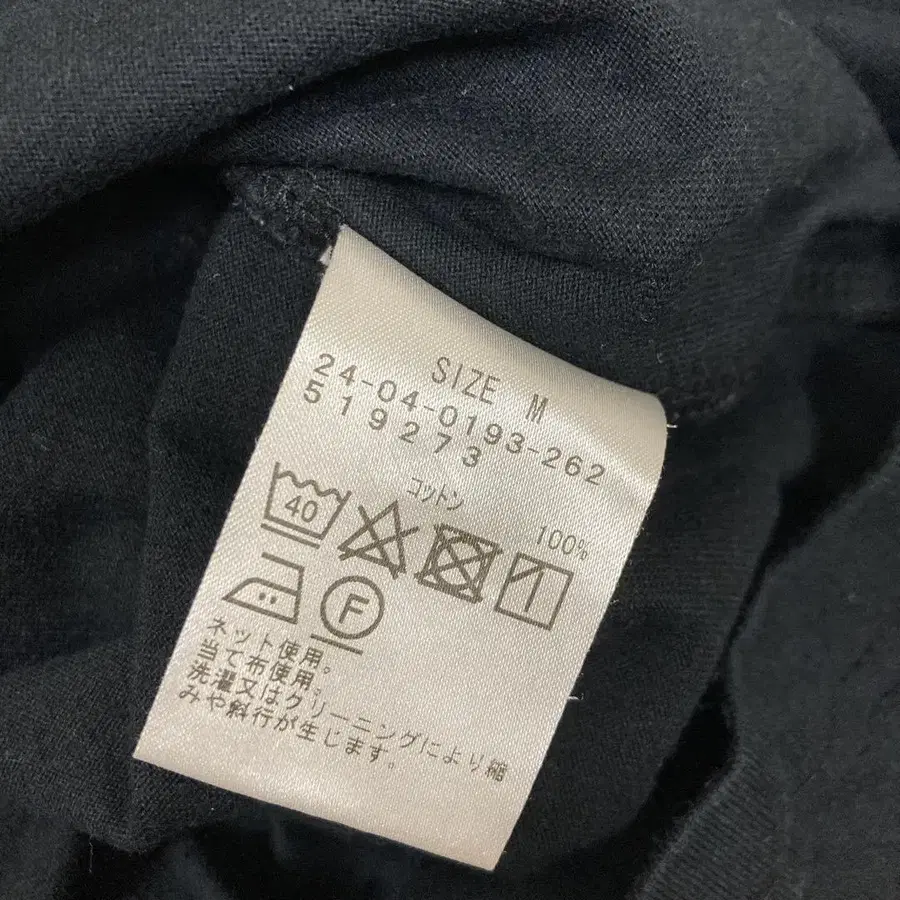 SIZE M
24-04-0193-262
519273
コットン 100%
40
F
ネット使用。
当て布使用。
洗濯又はクリーニングにより縮
みや斜行が生じます。